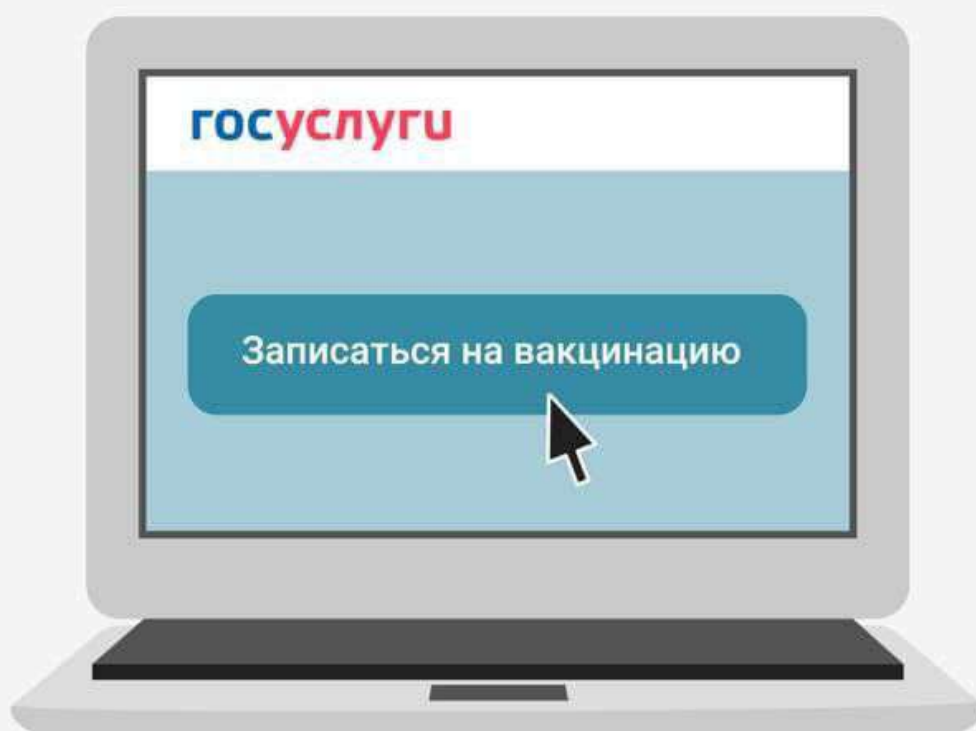 госуслуги
Записаться на вакцинацию